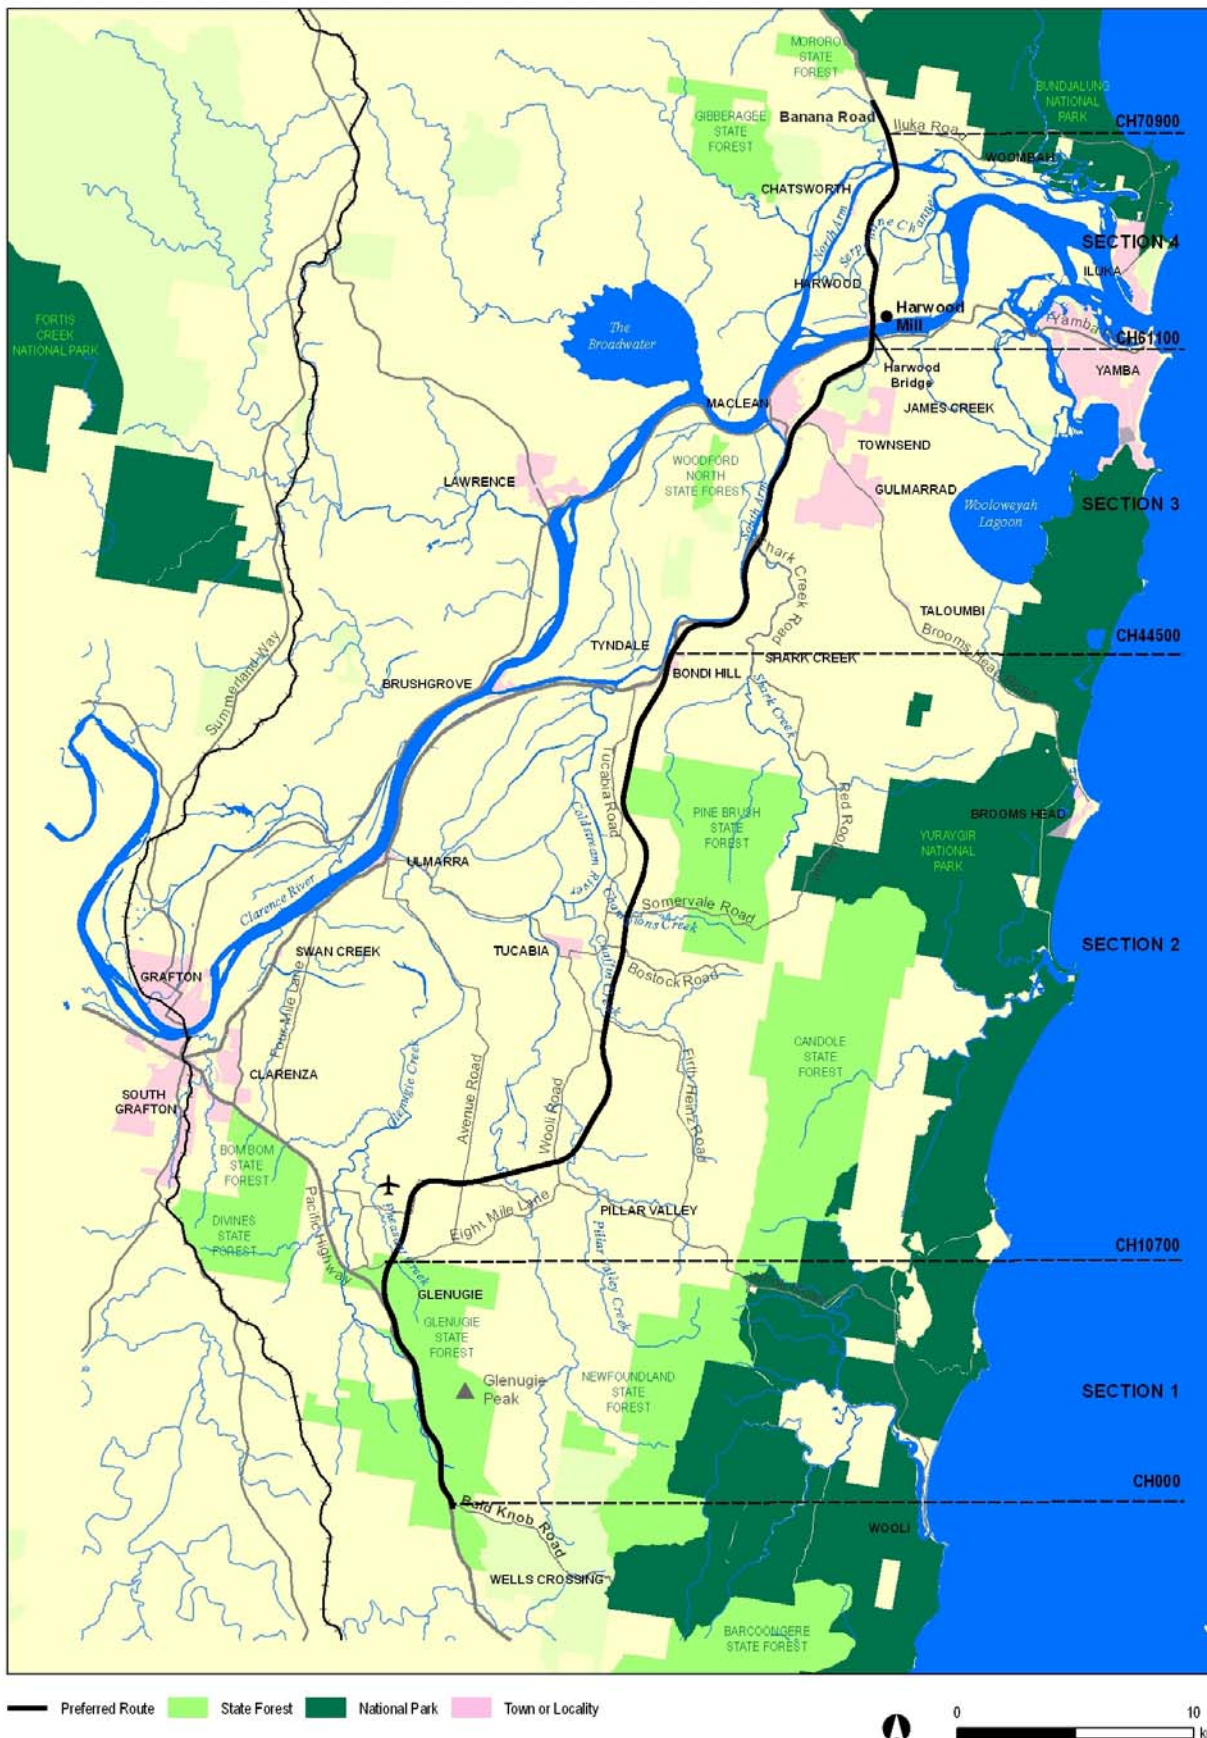 MORORO
STATE
FOREST
BUNDJALUNG
NATIONAL
PARK
GIBBERAGEE
STATE
FOREST
Banana Road
Iluka Road
CH70900
WOOMBAH
CHATSWORTH
North Arm
Serpentine Channel
SECTION 4
ILUKA
HARWOOD
Harwood
Mill
FORTIS
CREEK
NATIONAL PARK
The
Broadwater
Yamba
CH61100
Harwood
Bridge
YAMBA
MACLEAN
JAMES CREEK
TOWNSEND
WOODFORD
NORTH
STATE FOREST
LAWRENCE
GULMARRAD
South Arm
Wooloweyah
Lagoon
SECTION 3
Shark Creek Road
TALOUMBI
Brooms Head Road
CH44500
TYNDALE
SHARK CREEK
BONDI HILL
BRUSHGROVE
Summerland Way
Shark Creek
Tucabia Road
Coldstream River
PINE BRUSH
STATE
FOREST
Red Root
BROOMS HEAD
YURAYGIR
NATIONAL
PARK
ULMARRA
Clarence River
Somervale Road
Champions Creek
SWAN CREEK
TUCABIA
SECTION 2
Chaffin Creek
Bostock Road
GRAFTON
Four Mile Lane
CANDOLE
STATE
FOREST
CLARENZA
Glenugie Creek
Avenue Road
Wooli Road
Firth Heinz Road
SOUTH
GRAFTON
BOM BOM
STATE
FOREST
Pacific Highway
Pheasant Creek
Eight Mile Lane
PILLAR VALLEY
DIVINES
STATE
FOREST
Pillar Valley Creek
CH10700
GLENUGIE
GLENUGIE
STATE
FOREST
Glenugie
Peak
NEWFOUNDLAND
STATE
FOREST
SECTION 1
CH000
Bald Knob Road
WOOLI
WELLS CROSSING
BARCOONGERE
STATE FOREST
Preferred Route
State Forest
National Park
Town or Locality
0
10